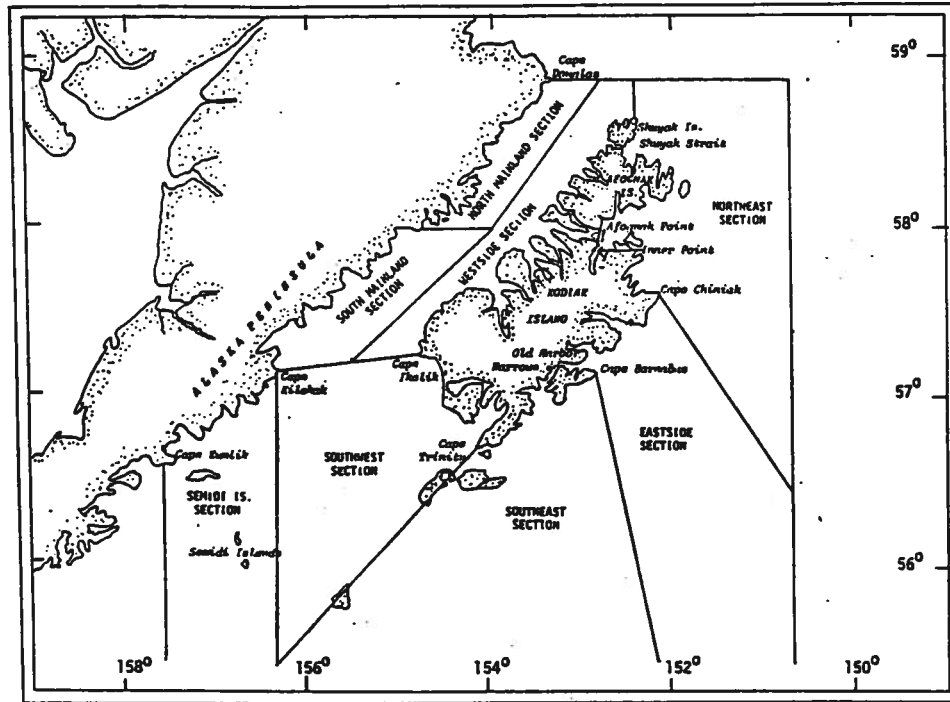 Cape
Douglas
59°
NORTH MAINLAND SECTION
Shuyak Is.
Shuyak Strait
AFOGNAK
IS.
NORTHEAST
SECTION
58°
Afognak Point
Inner Point
WESTSIDE SECTION
SOUTH MAINLAND
SECTION
ALASKA PENINSULA
KODIAK
ISLAND
Cape Chiniak
Old Harbor
Narrows
Cape Barnabas
Cape
Ikolik
Cape
Kilokak
57°
EASTSIDE
SECTION
Cape
Trinity
SOUTHWEST
SECTION
Cape Kumlik
SEMIDI IS.
SECTION
SOUTHEAST
SECTION
Semidi Islands
56°
158°
156°
154°
152°
150°